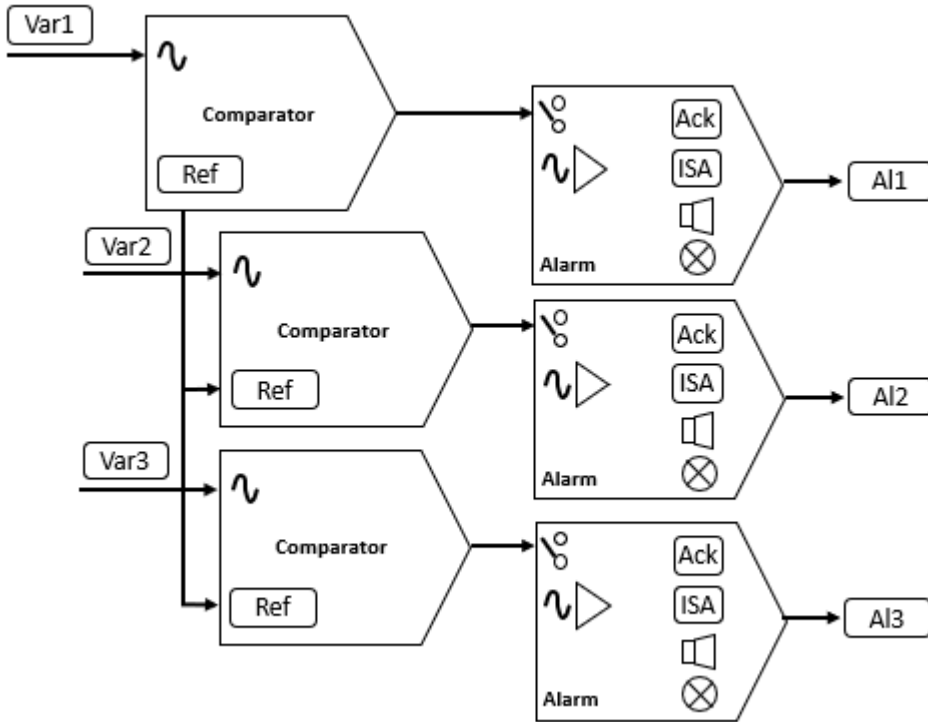 Var1
Comparator
Ref
Ack
ISA
Alarm
Al1
Var2
Comparator
Ref
Ack
ISA
Alarm
Al2
Var3
Comparator
Ref
Ack
ISA
Alarm
Al3